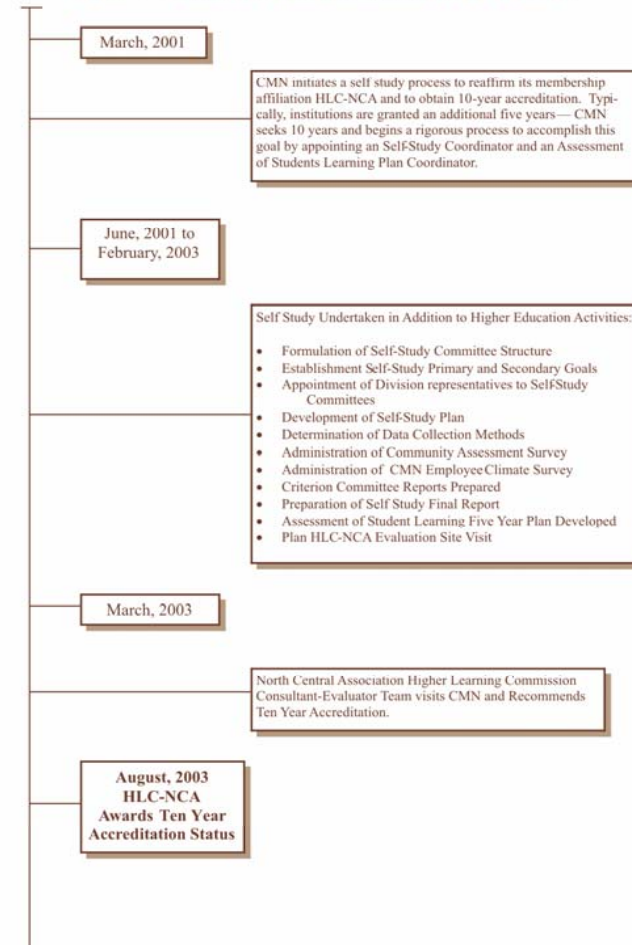 March, 2001
CMN initiates a self study process to reaffirm its membership
affiliation HLC-NCA and to obtain 10-year accreditation. Typi-
cally, institutions are granted an additional five years— CMN
seeks 10 years and begins a rigorous process to accomplish this
goal by appointing an Self-Study Coordinator and an Assessment
of Students Learning Plan Coordinator.
June, 2001 to
February, 2003
Self Study Undertaken in Addition to Higher Education Activities:
• Formulation of Self-Study Committee Structure
• Establishment Self-Study Primary and Secondary Goals
• Appointment of Division representatives to Self-Study
Committees
• Development of Self-Study Plan
• Determination of Data Collection Methods
• Administration of Community Assessment Survey
• Administration of CMN Employee Climate Survey
• Criterion Committee Reports Prepared
• Preparation of Self Study Final Report
• Assessment of Student Learning Five Year Plan Developed
• Plan HLC-NCA Evaluation Site Visit
March, 2003
North Central Association Higher Learning Commission
Consultant-Evaluator Team visits CMN and Recommends
Ten Year Accreditation.
August, 2003
HLC-NCA
Awards Ten Year
Accreditation Status